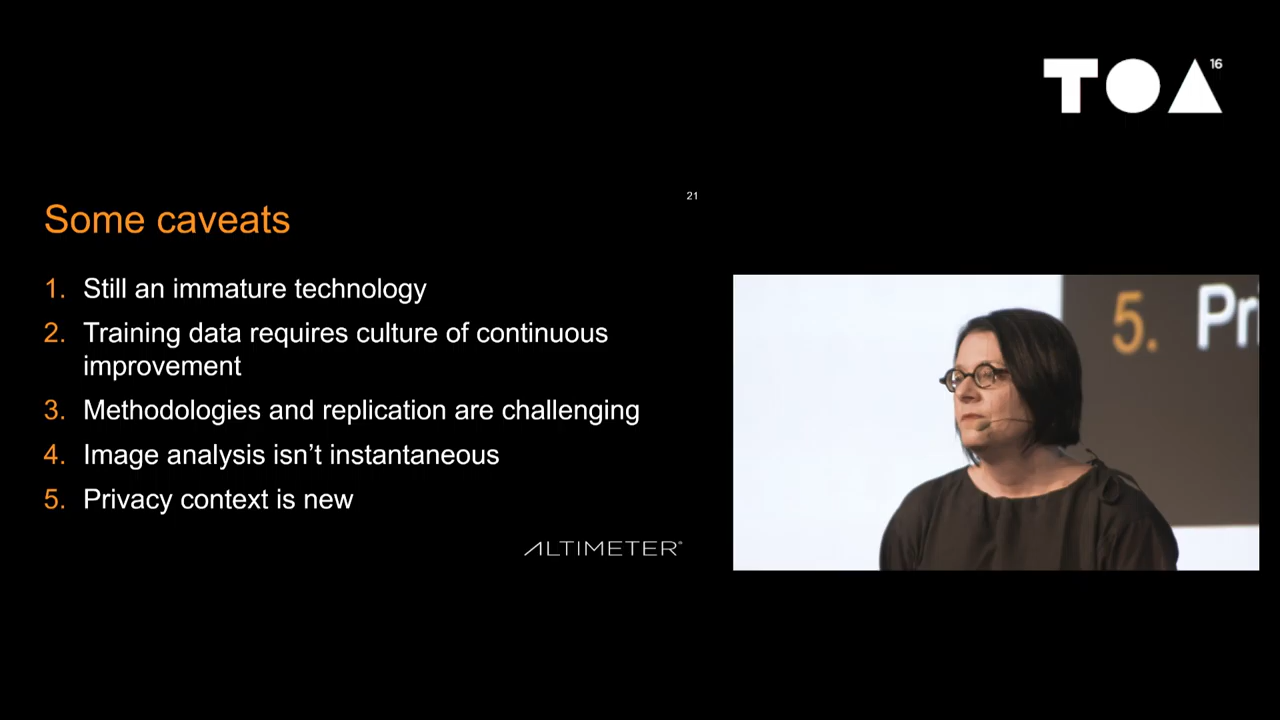 TOA 16
21
Some caveats
1. Still an immature technology
2. Training data requires culture of continuous
improvement
3. Methodologies and replication are challenging
4. Image analysis isn’t instantaneous
5. Privacy context is new
ALTIMETER®
5. Pri